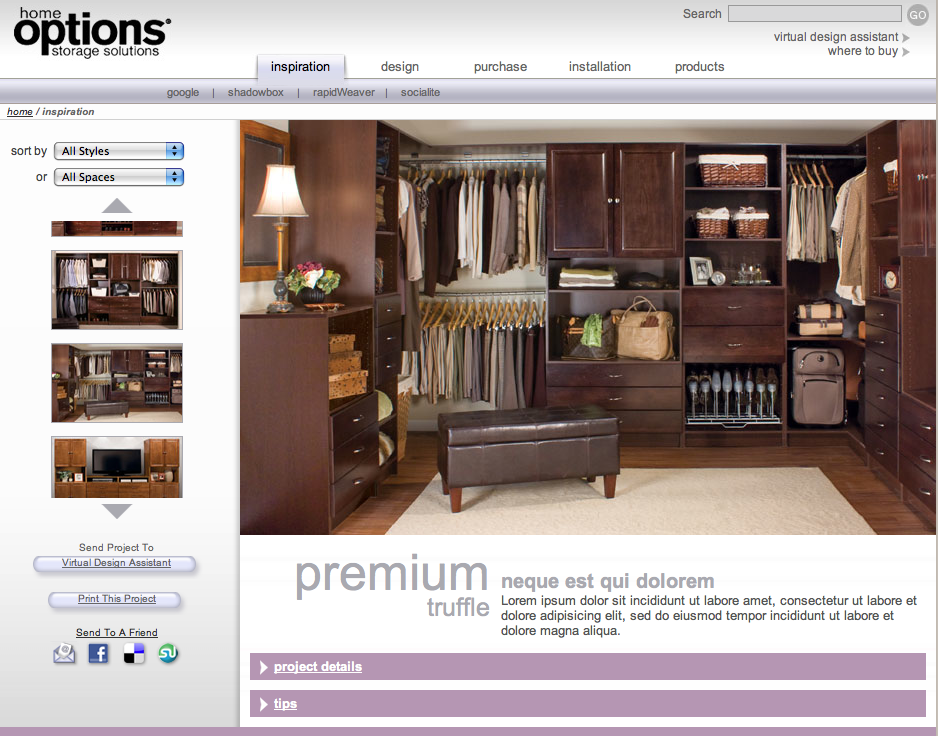 home
options®
storage solutions
Search
GO
virtual design assistant
where to buy
inspiration design purchase installation products
google | shadowbox | rapidWeaver | socialite
home / inspiration
sort by All Styles
or All Spaces
Send Project To
Virtual Design Assistant
Print This Project
Send To A Friend
f
SU
premium
truffle
neque est qui dolorem
Lorem ipsum dolor sit incididunt ut labore amet, consectetur ut labore et
dolore adipisicing elit, sed do eiusmod tempor incididunt ut labore et
dolore magna aliqua.
project details
tips